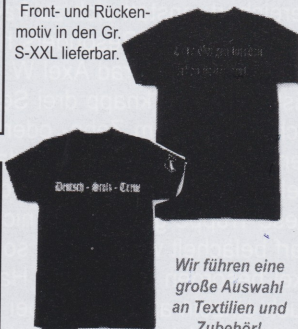 Front- und Rücken-
motiv in den Gr.
S-XXL lieferbar.
Deutsch - Stolz - Treue
Wir führen eine
große Auswahl
an Textilien und
Zubehör!